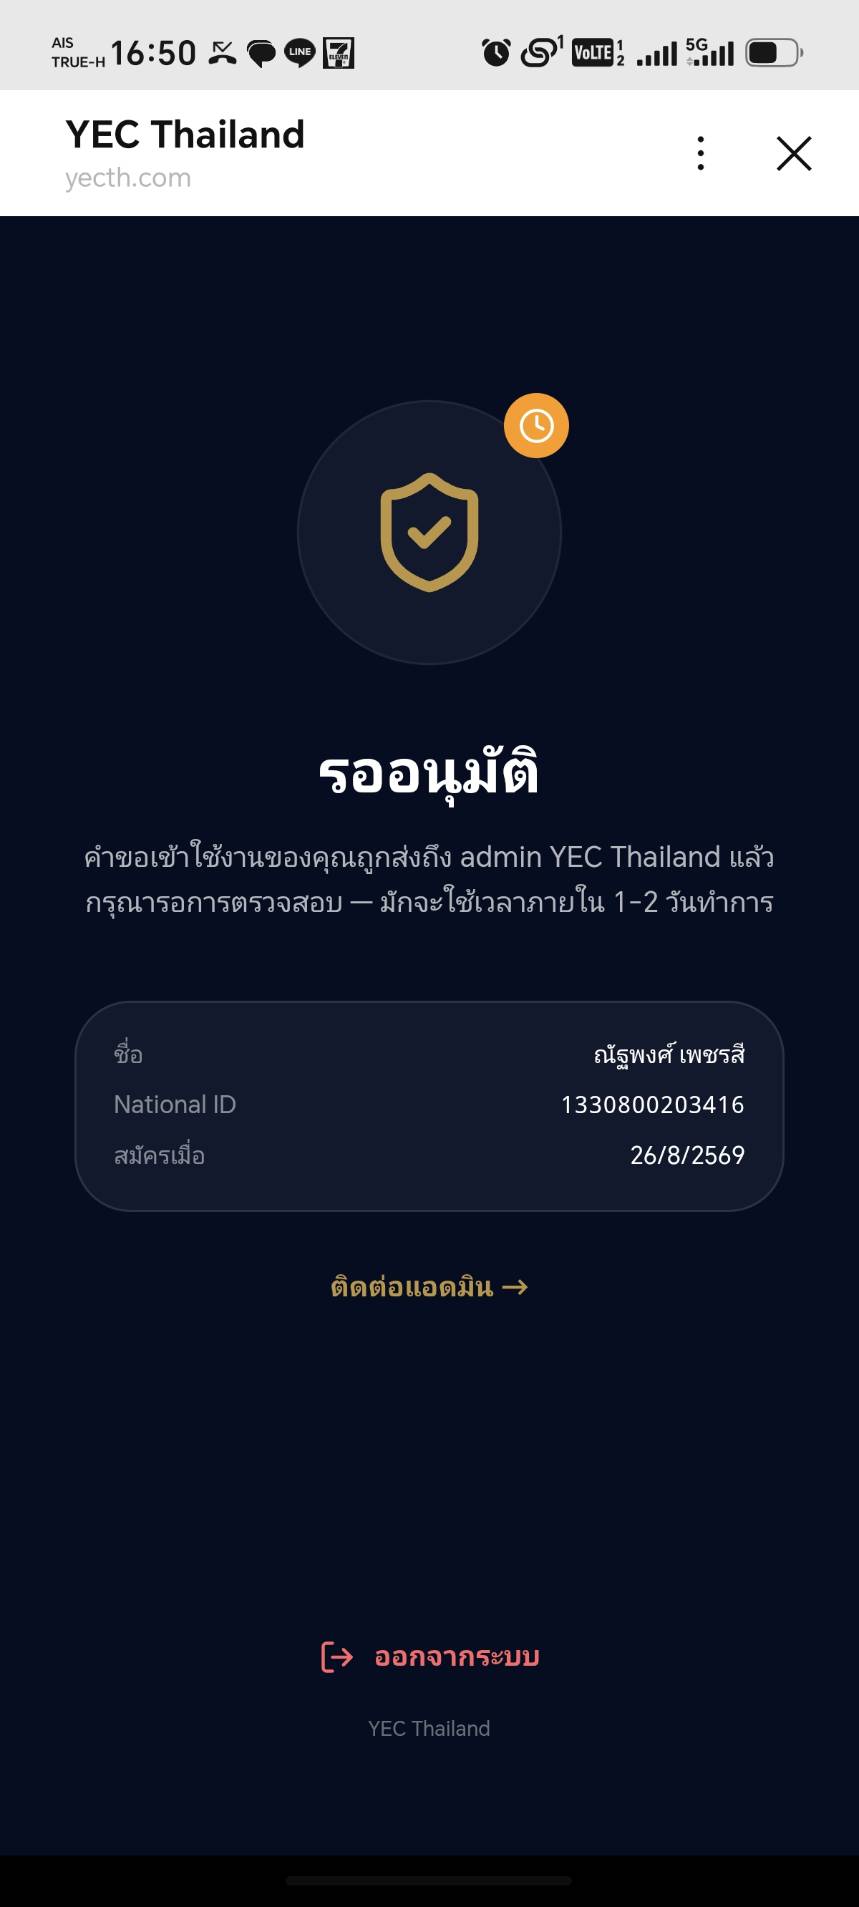 AIS
TRUE-H 16:50 LINE 7 ELEVEN 1 VoLTE 1 2 5G
YEC Thailand
yecth.com
รออนุมัติ
คำขอเข้าใช้งานของคุณถูกส่งถึง admin YEC Thailand แล้ว
กรุณารอการตรวจสอบ — มักจะใช้เวลาภายใน 1-2 วันทำการ
ชื่อ ณัฐพงศ์ เพชรสี
National ID 1330800203416
สมัครเมื่อ 26/8/2569
ติดต่อแอดมิน →
ออกจากระบบ
YEC Thailand